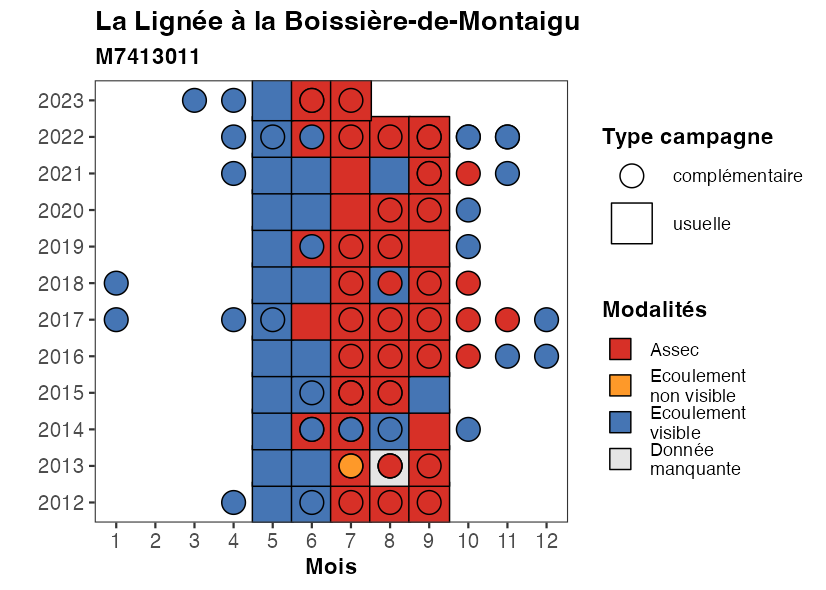 La Lignée à la Boissière-de-Montaigu
M7413011
2023
2022
2021
2020
2019
2018
2017
2016
2015
2014
2013
2012
1 2 3 4 5 6 7 8 9 10 11 12
Mois
Type campagne
complémentaire
usuelle
Modalités
Assec
Ecoulement
non visible
Ecoulement
visible
Donnée
manquante